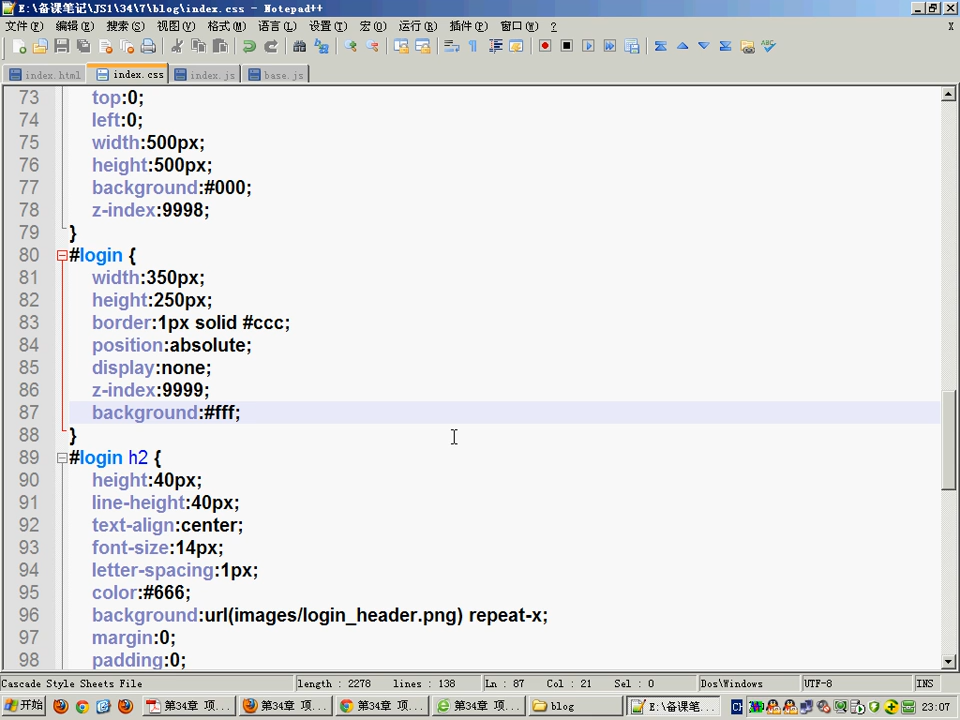 E:\备课笔记\JS1\34\7\blog\index.css - Notepad++
文件(F) 编辑(E) 搜索(S) 视图(V) 格式(M) 语言(L) 设置(T) 宏(O) 运行(R) 插件(P) 窗口(W) ? X
index.html index.css index.js base.js
73 top:0;
74 left:0;
75 width:500px;
76 height:500px;
77 background:#000;
78 z-index:9998;
79 }
80 #login {
81 width:350px;
82 height:250px;
83 border:1px solid #ccc;
84 position:absolute;
85 display:none;
86 z-index:9999;
87 background:#fff;
88 }
89 #login h2 {
90 height:40px;
91 line-height:40px;
92 text-align:center;
93 font-size:14px;
94 letter-spacing:1px;
95 color:#666;
96 background:url(images/login_header.png) repeat-x;
97 margin:0;
98 padding:0;
Cascade Style Sheets File length : 2278 lines : 138 Ln : 87 Col : 21 Sel : 0 Dos\Windows UTF-8 INS
开始 第34章 项... 第34章 项... 第34章 项... 第34章 项... blog E:\备课笔... CH 23:07